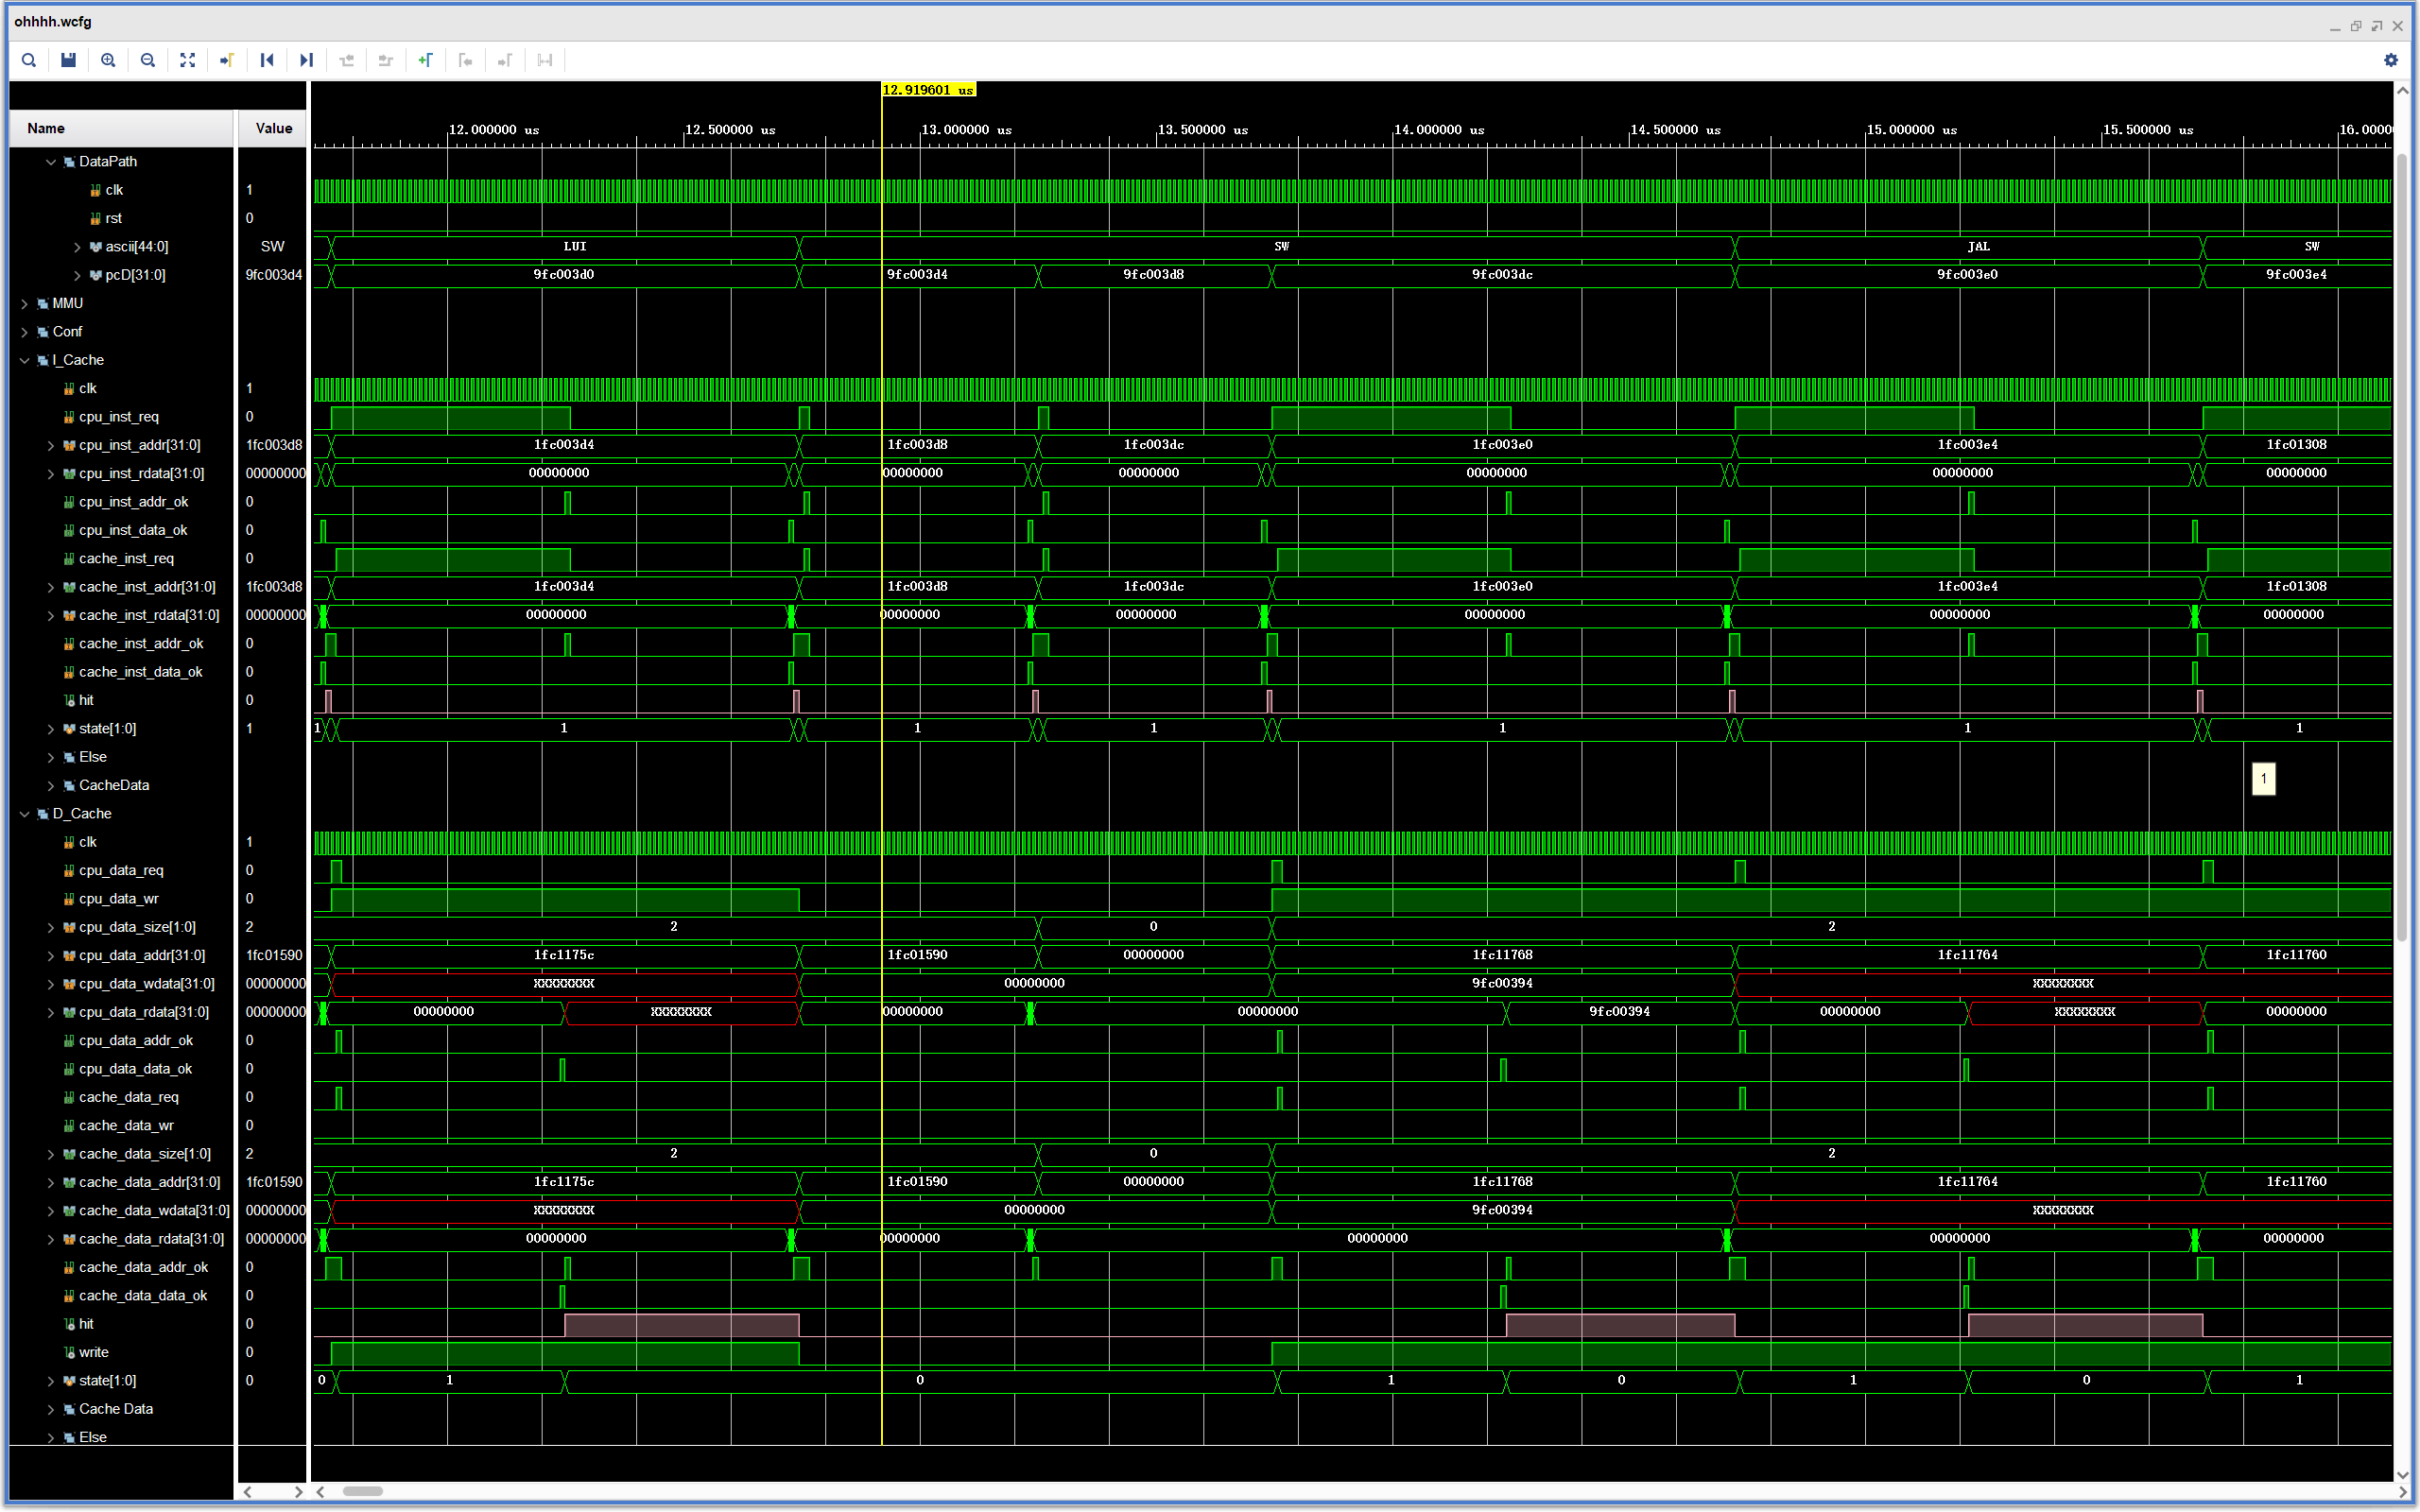 ohhhh.wcfg
12.919601 us
Name Value
12.000000 us 12.500000 us 13.000000 us 13.500000 us 14.000000 us 14.500000 us 15.000000 us 15.500000 us 16.0000
DataPath
clk 1
rst 0
ascii[44:0] SW LUI SW JAL SW
pcD[31:0] 9fc003d4 9fc003d0 9fc003d4 9fc003d8 9fc003dc 9fc003e0 9fc003e4
MMU
Conf
I_Cache
clk 1
cpu_inst_req 0
cpu_inst_addr[31:0] 1fc003d8 1fc003d4 1fc003d8 1fc003dc 1fc003e0 1fc003e4 1fc01308
cpu_inst_rdata[31:0] 00000000 00000000 00000000 00000000 00000000 00000000 00000000
cpu_inst_addr_ok 0
cpu_inst_data_ok 0
cache_inst_req 0
cache_inst_addr[31:0] 1fc003d8 1fc003d4 1fc003d8 1fc003dc 1fc003e0 1fc003e4 1fc01308
cache_inst_rdata[31:0] 00000000 00000000 00000000 00000000 00000000 00000000 00000000
cache_inst_addr_ok 0
cache_inst_data_ok 0
hit 0
state[1:0] 1 1 1 1 1 1 1 1
Else
CacheData
1
D_Cache
clk 1
cpu_data_req 0
cpu_data_wr 0
cpu_data_size[1:0] 2 2 0 2
cpu_data_addr[31:0] 1fc01590 1fc1175c 1fc01590 00000000 1fc11768 1fc11764 1fc11760
cpu_data_wdata[31:0] 00000000 XXXXXXXX 00000000 9fc00394 XXXXXXXX
cpu_data_rdata[31:0] 00000000 00000000 XXXXXXXX 00000000 00000000 9fc00394 00000000 XXXXXXXX 00000000
cpu_data_addr_ok 0
cpu_data_data_ok 0
cache_data_req 0
cache_data_wr 0
cache_data_size[1:0] 2 2 0 2
cache_data_addr[31:0] 1fc01590 1fc1175c 1fc01590 00000000 1fc11768 1fc11764 1fc11760
cache_data_wdata[31:0] 00000000 XXXXXXXX 00000000 9fc00394 XXXXXXXX
cache_data_rdata[31:0] 00000000 00000000 00000000 00000000 00000000 00000000
cache_data_addr_ok 0
cache_data_data_ok 0
hit 0
write 0
state[1:0] 0 0 1 0 1 0 1 0 1
Cache Data
Else